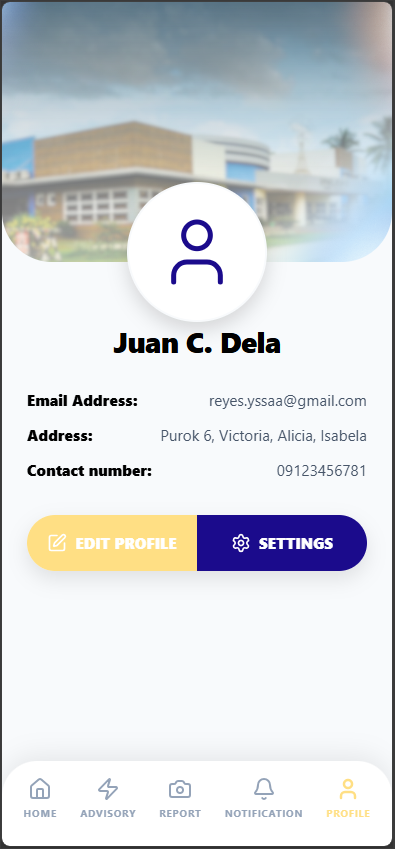 Juan C. Dela
Email Address: reyes.yssaa@gmail.com
Address: Purok 6, Victoria, Alicia, Isabela
Contact number: 09123456781
EDIT PROFILE SETTINGS
HOME ADVISORY REPORT NOTIFICATION PROFILE